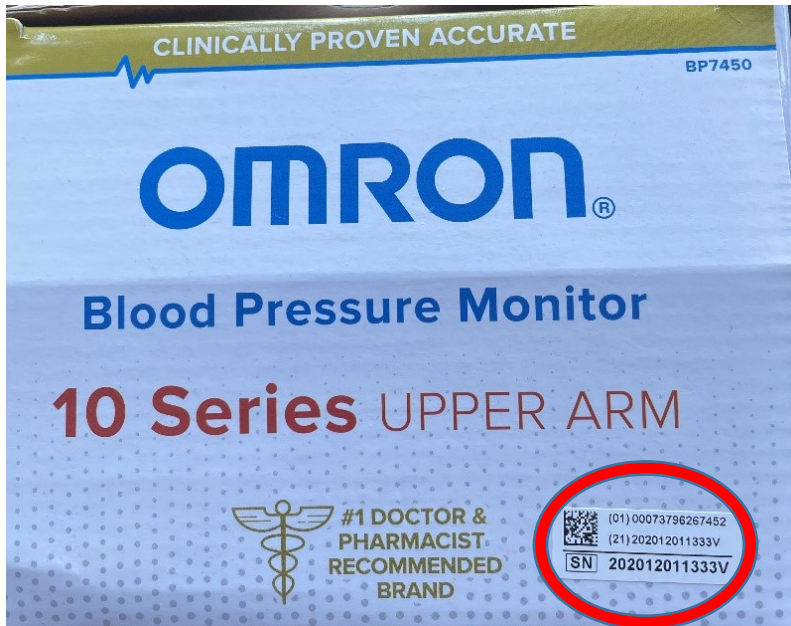 CLINICALLY PROVEN ACCURATE
BP7450
OMRON®
Blood Pressure Monitor
10 Series UPPER ARM
#1 DOCTOR &
PHARMACIST
RECOMMENDED
BRAND
(01) 00073796267452
(21) 202012011333V
SN 202012011333V